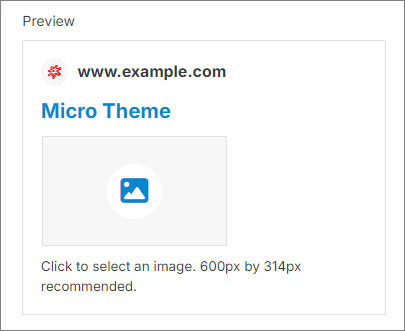 Preview
www.example.com
Micro Theme
Click to select an image. 600px by 314px
recommended.